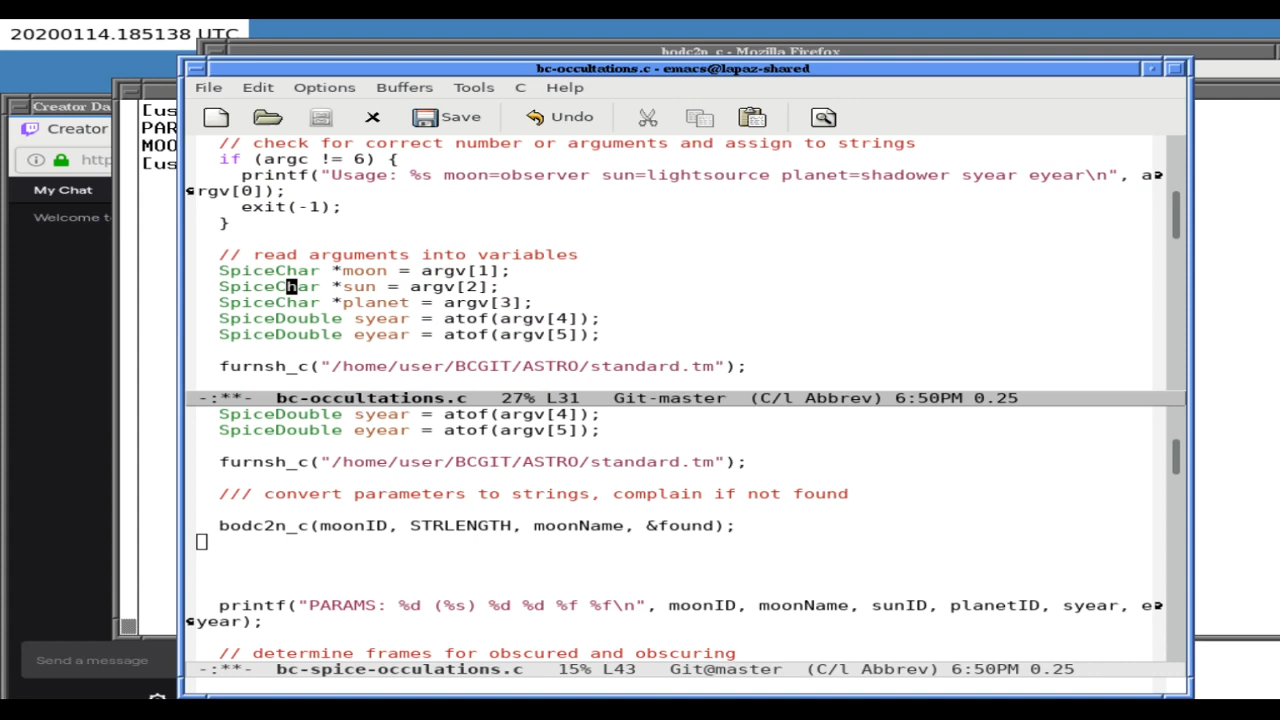 20200114.185138 UTC
bodc2n_c - Mozilla Firefox
bc-occultations.c - emacs@lapaz-shared
File Edit Options Buffers Tools C Help
Save Undo
// check for correct number or arguments and assign to strings
if (argc != 6) {
printf("Usage: %s moon=observer sun=lightsource planet=shadower syear eyear\n", a
rgv[0]);
exit(-1);
}
// read arguments into variables
SpiceChar *moon = argv[1];
SpiceChar *sun = argv[2];
SpiceChar *planet = argv[3];
SpiceDouble syear = atof(argv[4]);
SpiceDouble eyear = atof(argv[5]);
furnsh_c("/home/user/BCGIT/ASTRO/standard.tm");
-:**- bc-occultations.c 27% L31 Git-master (C/l Abbrev) 6:50PM 0.25
SpiceDouble syear = atof(argv[4]);
SpiceDouble eyear = atof(argv[5]);
furnsh_c("/home/user/BCGIT/ASTRO/standard.tm");
/// convert parameters to strings, complain if not found
bodc2n_c(moonID, STRLENGTH, moonName, &found);
printf("PARAMS: %d (%s) %d %d %f %f\n", moonID, moonName, sunID, planetID, syear, e
year);
// determine frames for obscured and obscuring
-:**- bc-spice-occulations.c 15% L43 Git@master (C/l Abbrev) 6:50PM 0.25
Creator Da
Creator
http
My Chat
Welcome t
Send a message
[us
PAR
MOO
[us